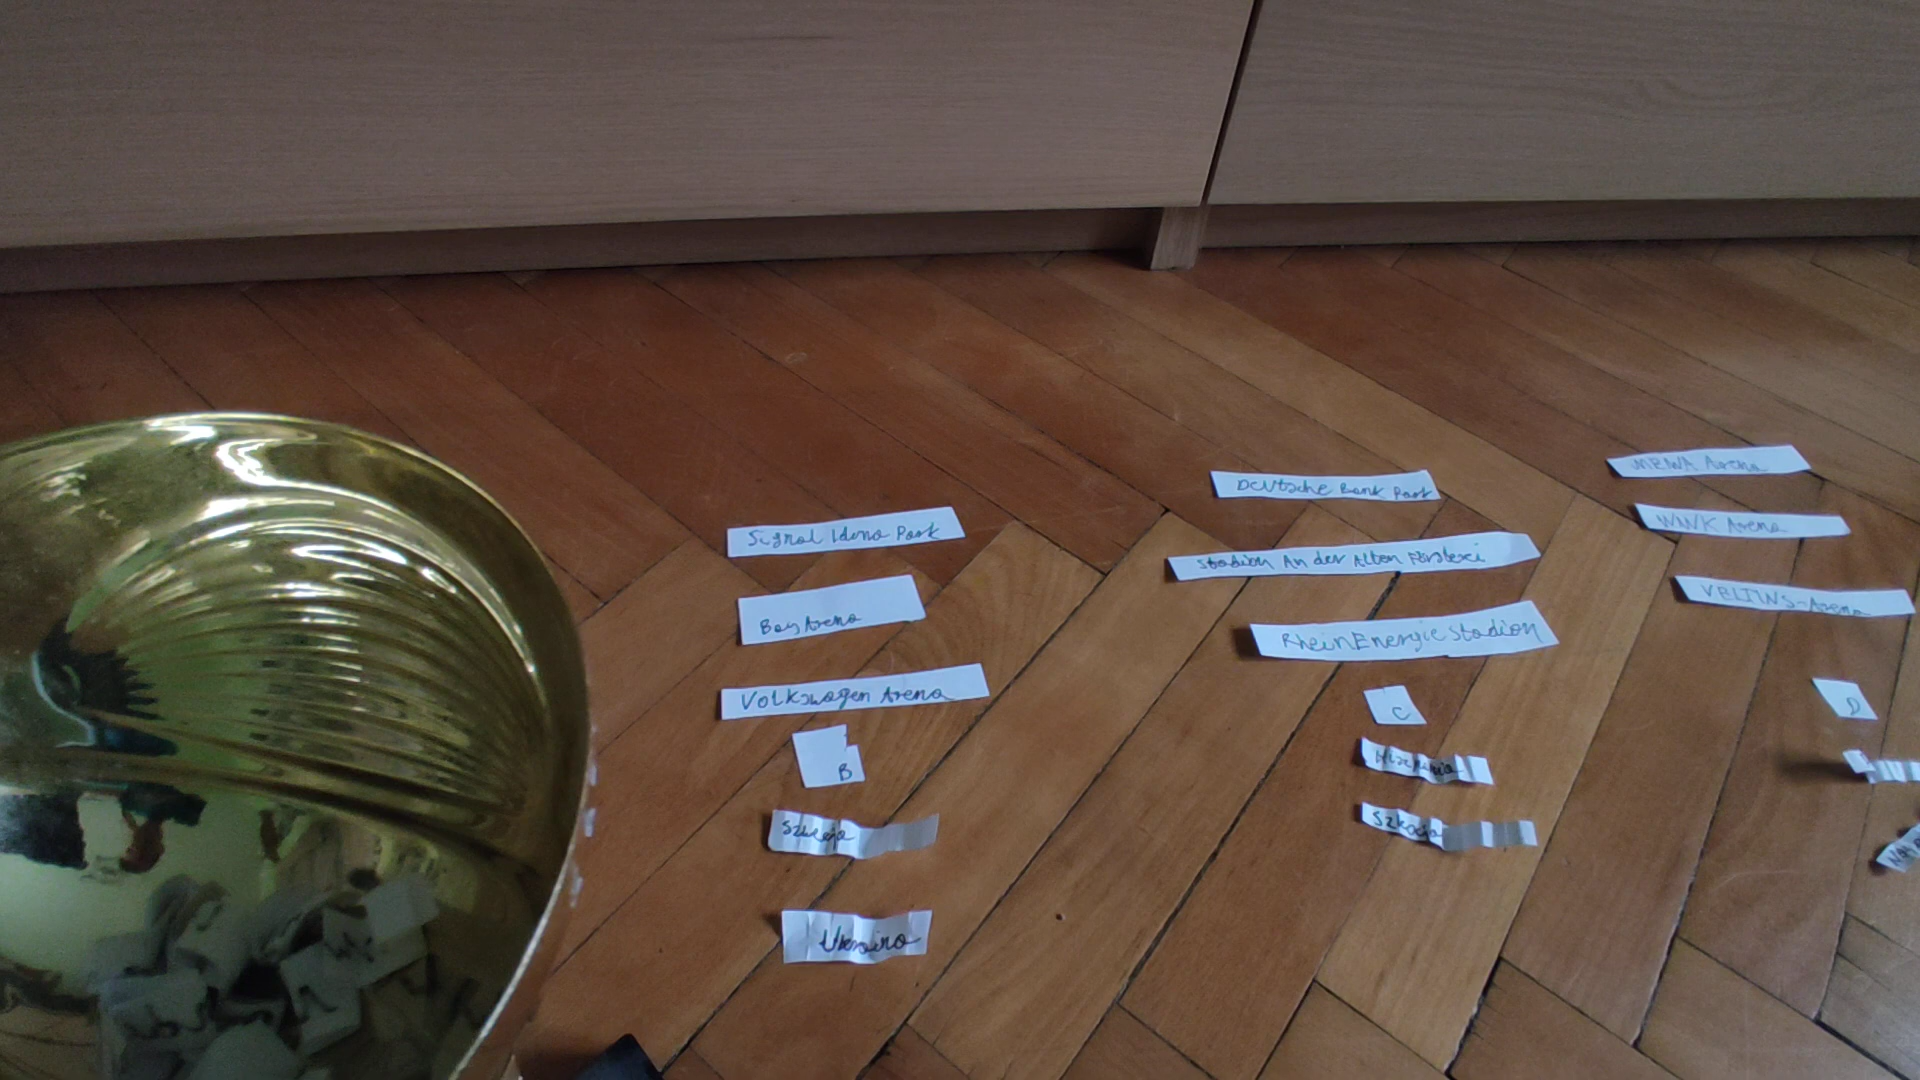 Signal Iduna Park
BayArena
Volkswagen Arena
B
Szwecja
Ukraina
Deutsche Bank Park
Stadion An der Alten Försterei
RheinEnergieStadion
C
Hiszpania
Szkocja
MEWA Arena
WWK Arena
VELTINS-Arena
D